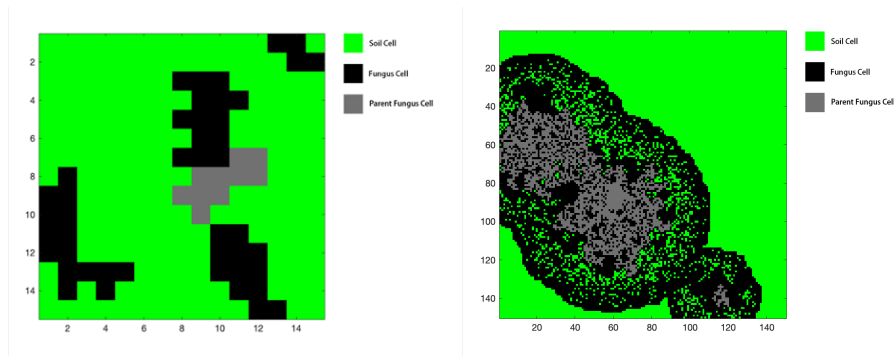 Soil Cell
Fungus Cell
Parent Fungus Cell
2
4
6
8
10
12
14
2 4 6 8 10 12 14
Soil Cell
Fungus Cell
Parent Fungus Cell
20
40
60
80
100
120
140
20 40 60 80 100 120 140